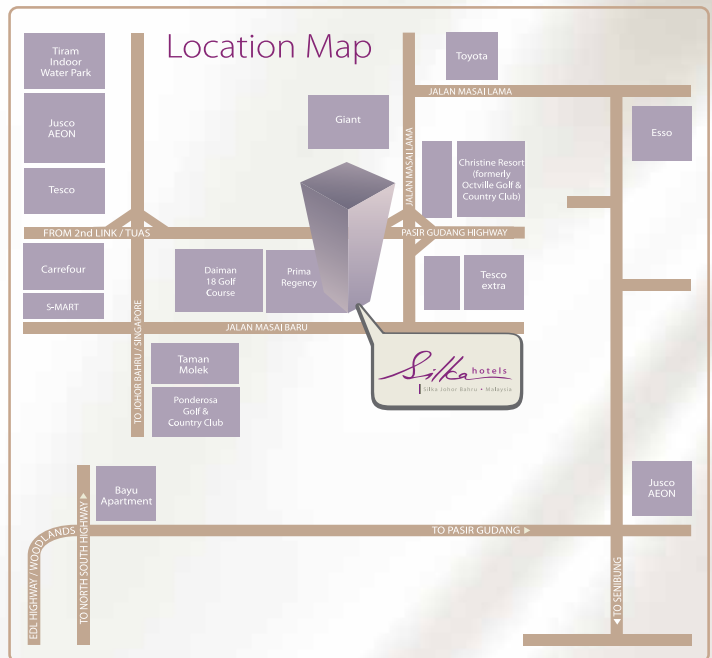 Location Map
Tiram
Indoor
Water Park
Toyota
JALAN MASAI LAMA
Jusco
AEON
Giant
Esso
JALAN MASAI LAMA
Christine Resort
(formerly
Octville Golf &
Country Club)
Tesco
FROM 2nd LINK / TUAS
PASIR GUDANG HIGHWAY
Carrefour
Daiman
18 Golf
Course
Prima
Regency
Tesco
extra
S-MART
TO JOHOR BAHRU / SINGAPORE
JALAN MASAI BARU
Taman
Molek
Silka hotels
Silka Johor Bahru • Malaysia
Ponderosa
Golf &
Country Club
Bayu
Apartment
Jusco
AEON
EDL HIGHWAY / WOODLANDS
TO NORTH SOUTH HIGHWAY
TO PASIR GUDANG
TO SENIBUNG